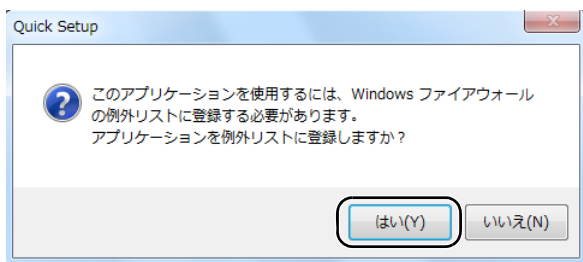 Quick Setup
このアプリケーションを使用するには、Windows ファイアウォール
の例外リストに登録する必要があります。
アプリケーションを例外リストに登録しますか？
はい(Y) いいえ(N)